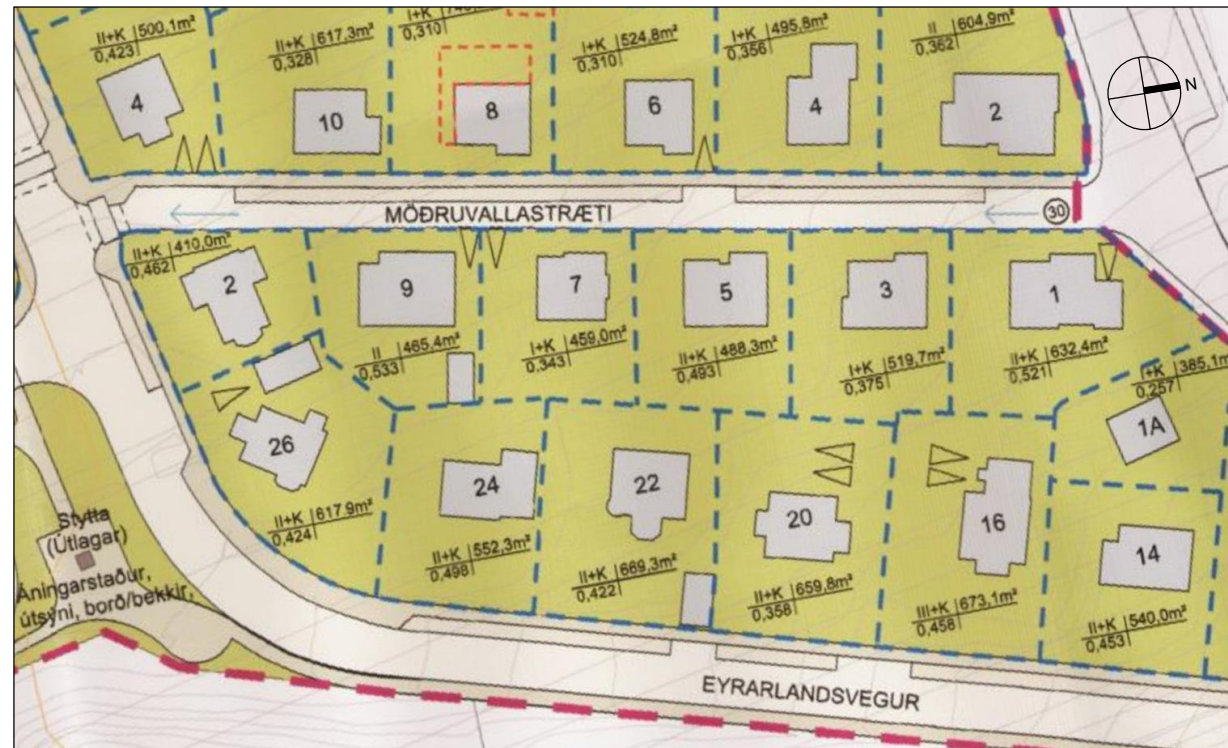 II+K 500,1m²
0,423
4
II+K 617,3m²
0,328
10
I+K
0,310
8
I+K 524,8m²
0,310
6
I+K 495,8m²
0,356
4
II 604,9m²
0,362
2
N
MÖÐRUVALLASTRÆTI
30
II+K 410,0m²
0,462
2
9
II 465,4m²
0,533
7
I+K 459,0m²
0,343
5
II+K 488,3m²
0,493
3
I+K 519,7m²
0,375
1
II+K 632,4m²
0,521
I+K 385,1m²
0,257
1A
26
II+K 617,9m²
0,424
24
II+K 552,3m²
0,498
22
II+K 669,3m²
0,422
20
II+K 659,8m²
0,358
16
III+K 673,1m²
0,458
14
II+K 540,0m²
0,453
Stytta
(Útlagar)
Áningarstaður,
útsýni, borð/bekkir,
EYRARLANDSVEGUR